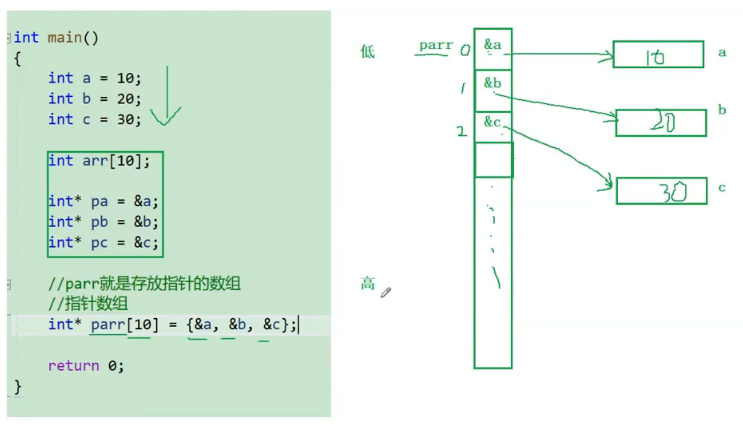 int main()
{
int a = 10;
int b = 20;
int c = 30;
int arr[10];
int* pa = &a;
int* pb = &b;
int* pc = &c;
//parr就是存放指针的数组
//指针数组
int* parr[10] = {&a, &b, &c};
return 0;
}
低 parr 0 &a 10 a
1 &b 20 b
2 &c 30 c
高